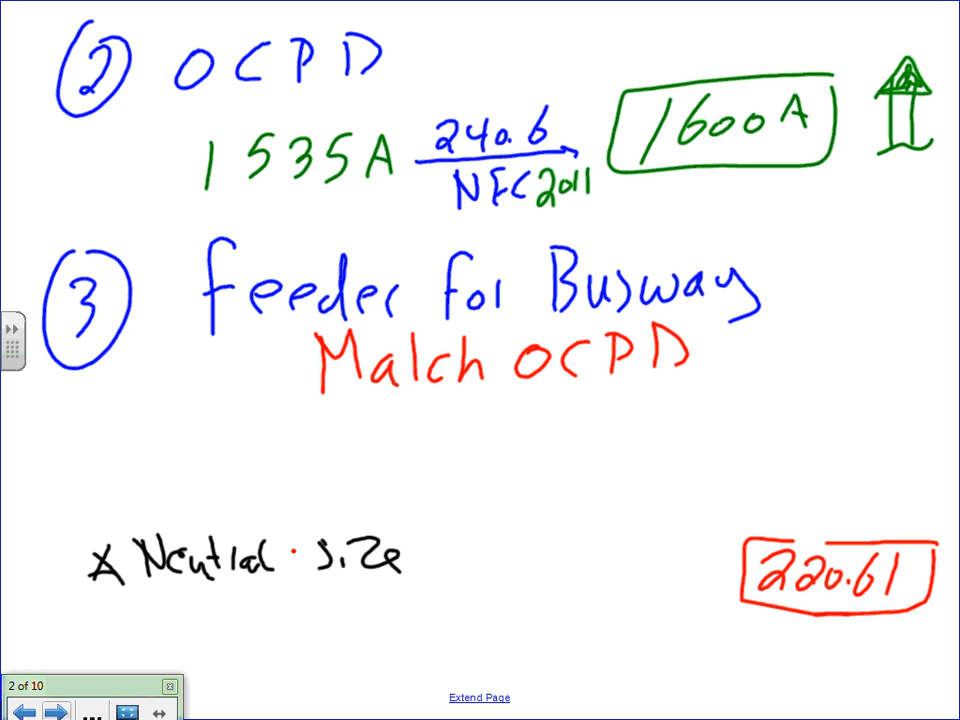 2 OCPD
1535A 240.6 NEC 2011 1600A
3 Feeder for Busway
Match OCPD
Neutral size
220.61
2 of 10
Extend Page